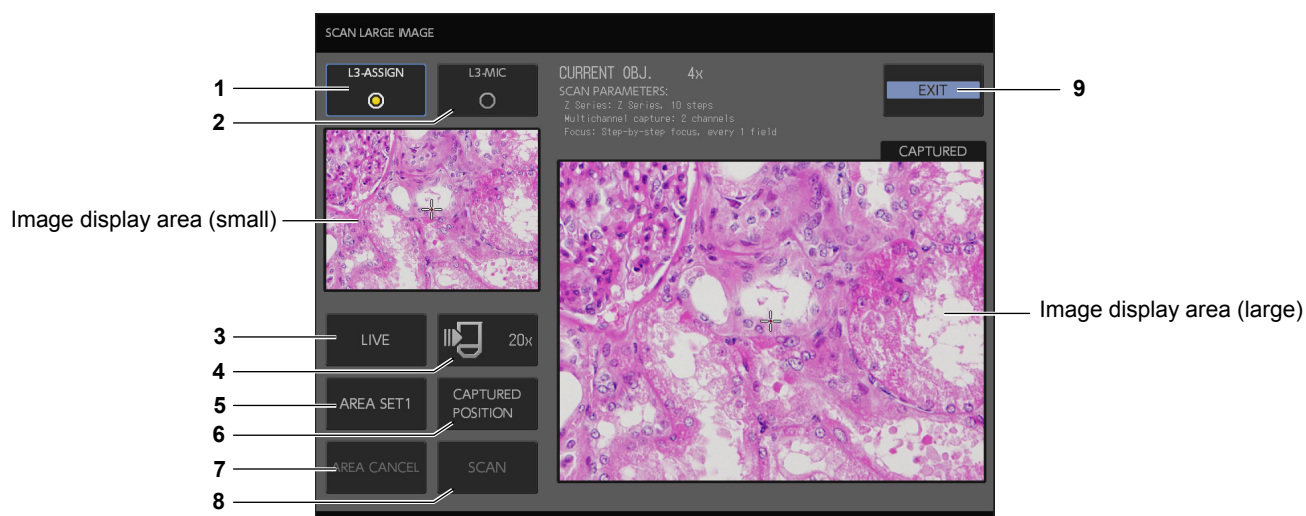 SCAN LARGE IMAGE
L3-ASSIGN
L3-MIC
CURRENT OBJ. 4x
SCAN PARAMETERS:
Z Series: Z Series, 10 steps
Multichannel capture: 2 channels
Focus: Step-by-step focus, every 1 field
EXIT
CAPTURED
1
2
9
Image display area (small)
Image display area (large)
3
LIVE
20x
4
5
AREA SET1
CAPTURED
POSITION
6
7
AREA CANCEL
SCAN
8